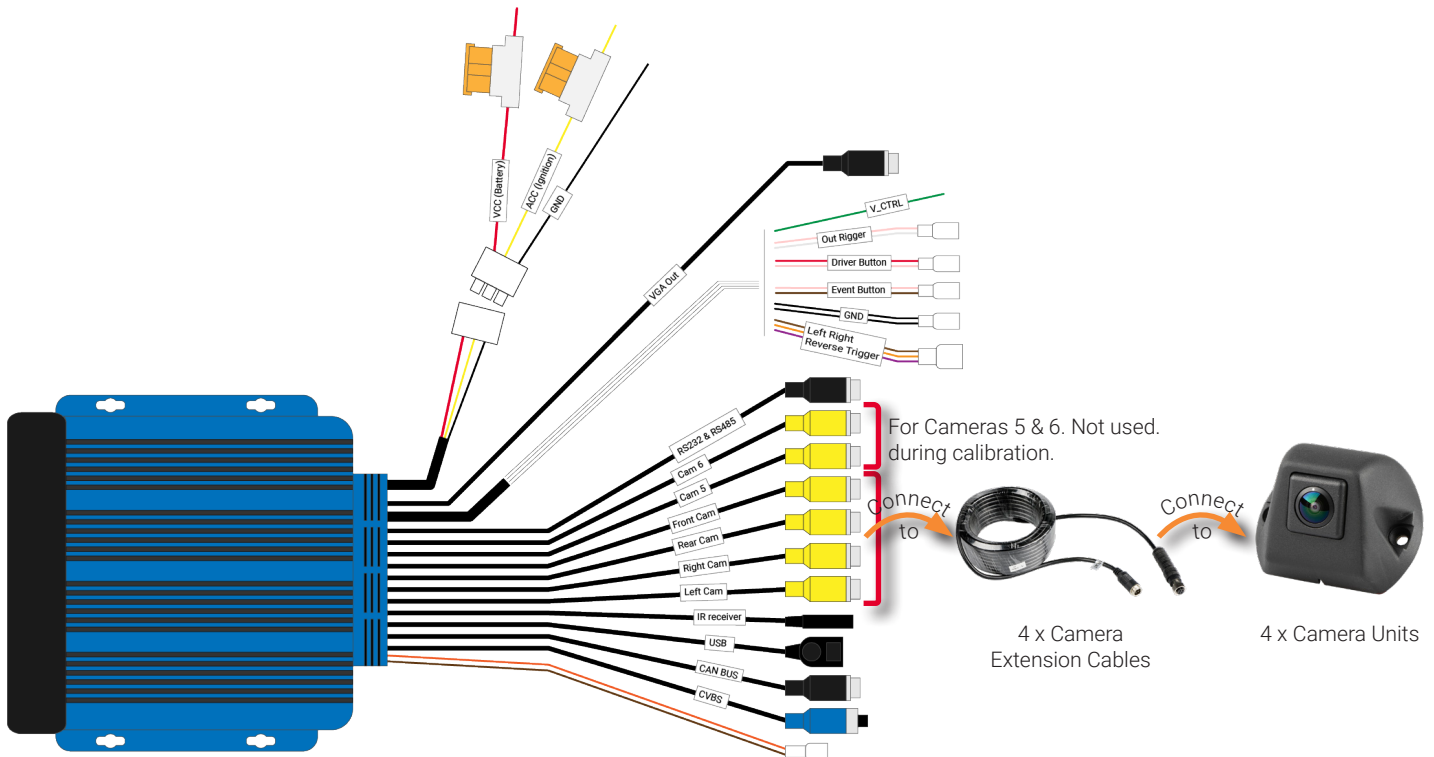 VCC (Battery)
ACC (Ignition)
GND
VGA Out
V_CTRL
Out Rigger
Driver Button
Event Button
GND
Left Right
Reverse Trigger
RS232 & RS485
Cam 6
Cam 5
Front Cam
Rear Cam
Right Cam
Left Cam
IR receiver
USB
CAN BUS
CVBS
For Cameras 5 & 6. Not used.
during calibration.
Connect
to
Connect
to
4 x Camera
Extension Cables
4 x Camera Units